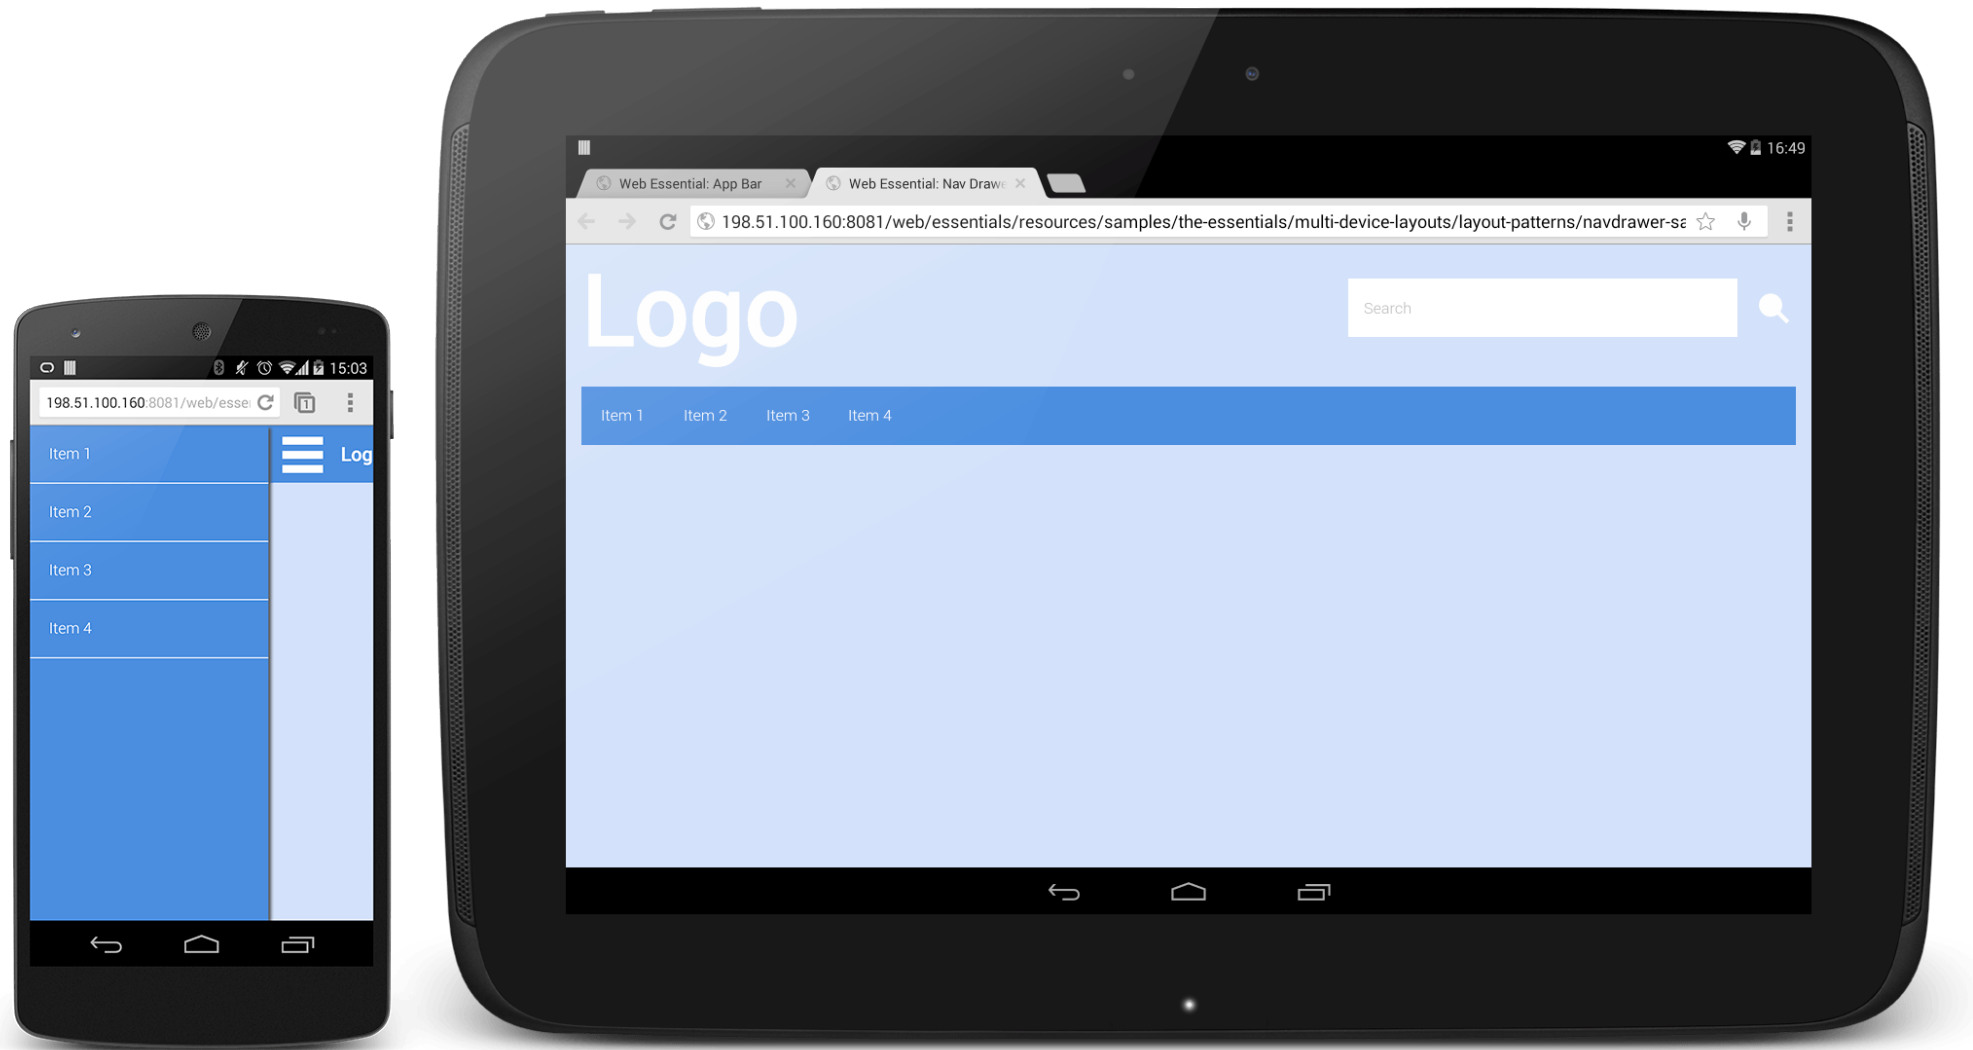 15:03
198.51.100.160:8081/web/esse
1
Item 1
Log
Item 2
Item 3
Item 4
16:49
Web Essential: App Bar
Web Essential: Nav Drawe
198.51.100.160:8081/web/essentials/resources/samples/the-essentials/multi-device-layouts/layout-patterns/navdrawer-sa
Logo
Search
Item 1 Item 2 Item 3 Item 4